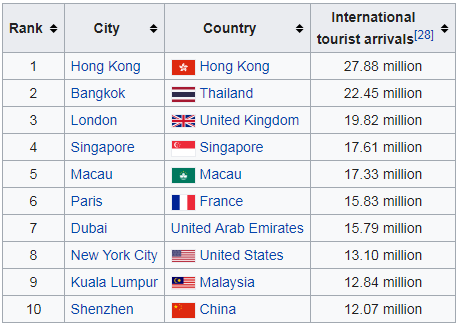 Rank City Country International tourist arrivals[28]
1 Hong Kong Hong Kong 27.88 million
2 Bangkok Thailand 22.45 million
3 London United Kingdom 19.82 million
4 Singapore Singapore 17.61 million
5 Macau Macau 17.33 million
6 Paris France 15.83 million
7 Dubai United Arab Emirates 15.79 million
8 New York City United States 13.10 million
9 Kuala Lumpur Malaysia 12.84 million
10 Shenzhen China 12.07 million